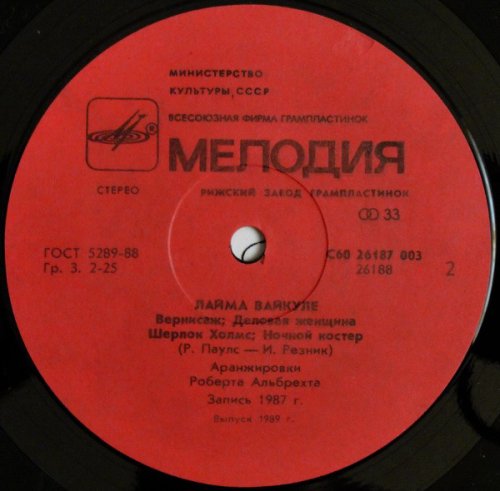 МИНИСТЕРСТВО
КУЛЬТУРЫ СССР
ВСЕСОЮЗНАЯ ФИРМА ГРАМПЛАСТИНОК
МЕЛОДИЯ
®
СТЕРЕО
РИЖСКИЙ ЗАВОД ГРАМПЛАСТИНОК
33
ГОСТ 5289-88
Гр. 3. 2-25
С60 26187 003
26188
2
ЛАЙМА ВАЙКУЛЕ
Вернисаж; Деловая женщина
Шерлок Холмс; Ночной костер
(Р. Паулс — И. Резник)
Аранжировки
Роберта Альбрехта
Запись 1987 г.
Выпуск 1989 г.